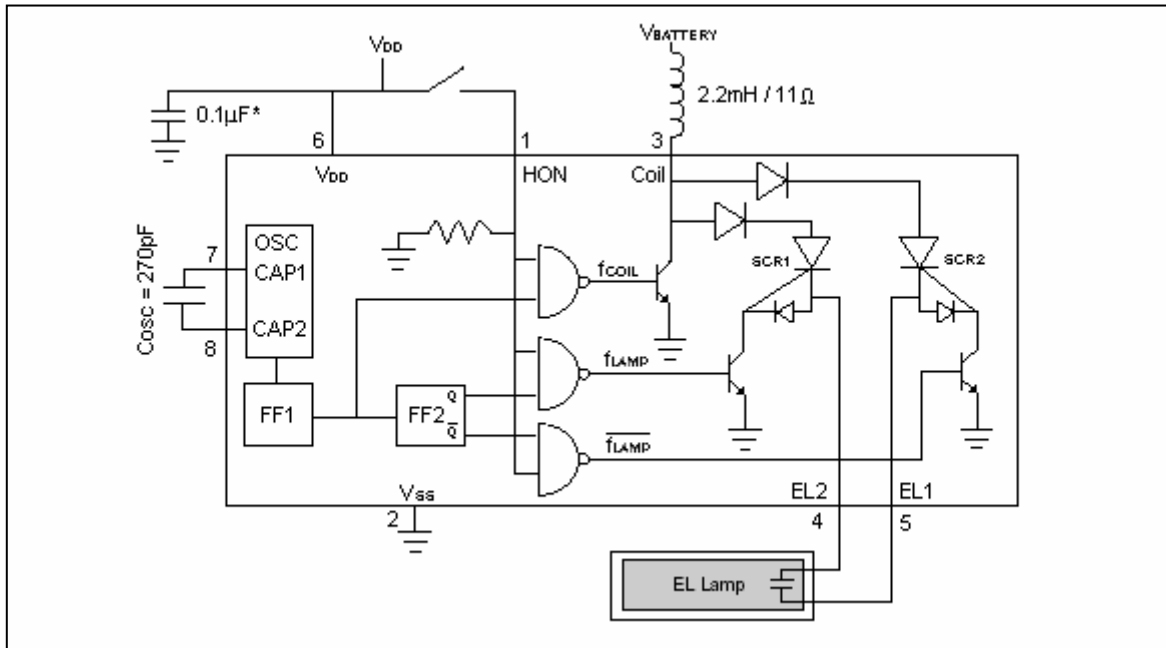 VBATTERY
VDD
2.2mH / 11Ω
0.1µF*
6
1
3
VDD
HON
Coil
OSC
CAP1
CAP2
7
8
Cosc = 270pF
SCR1
SCR2
fCOIL
fLAMP
FF1
FF2
Q
Q̅
f̅L̅A̅M̅P̅
VSS
2
EL2
EL1
4
5
EL Lamp